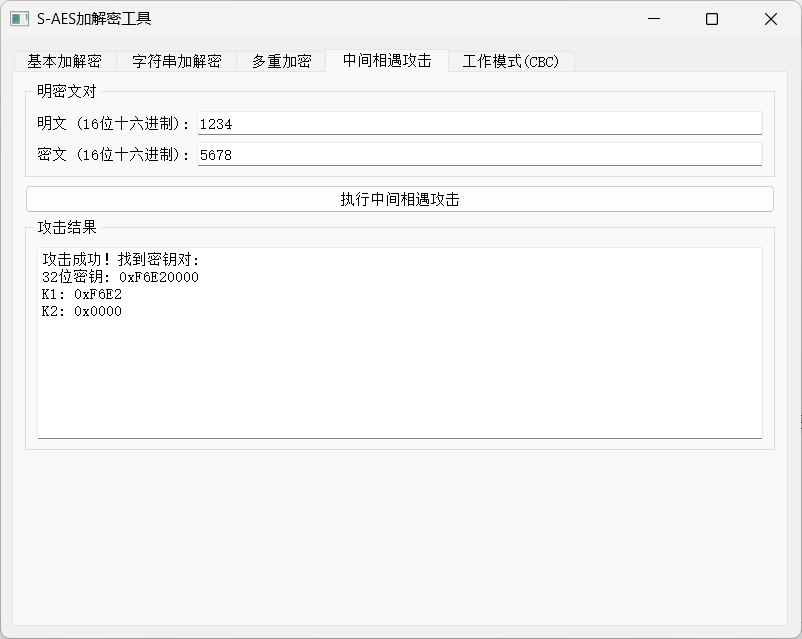 S-AES加解密工具
基本加解密 字符串加解密 多重加密 中间相遇攻击 工作模式(CBC)
明密文对
明文 (16位十六进制): 1234
密文 (16位十六进制): 5678
执行中间相遇攻击
攻击结果
攻击成功! 找到密钥对:
32位密钥: 0xF6E20000
K1: 0xF6E2
K2: 0x0000